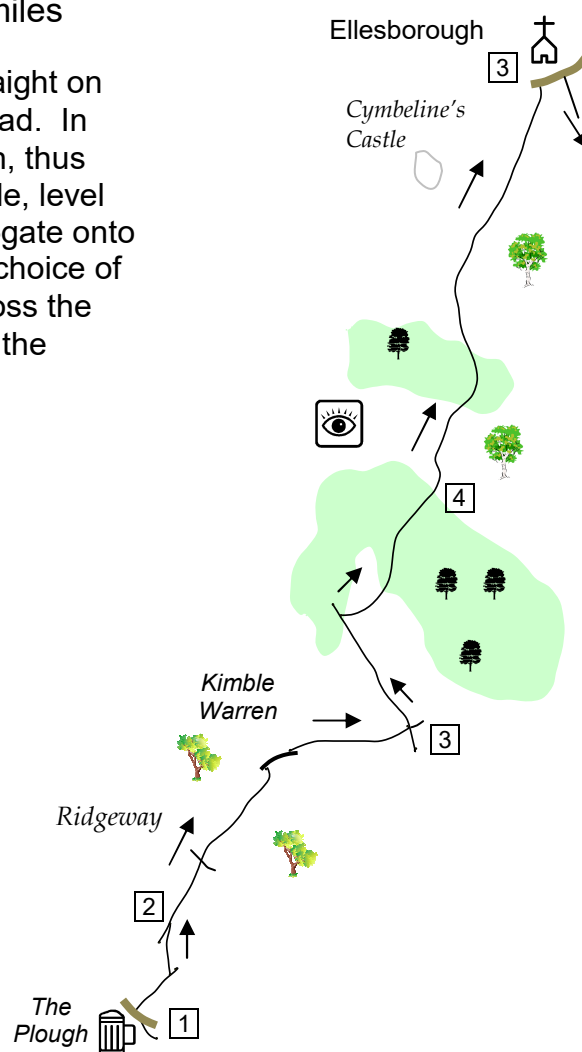 miles
aight on
ad. In
n, thus
le, level
gate onto
choice of
oss the
the
Ellesborough
3
Cymbeline's
Castle
4
Kimble
Warren
3
Ridgeway
2
The
Plough
1